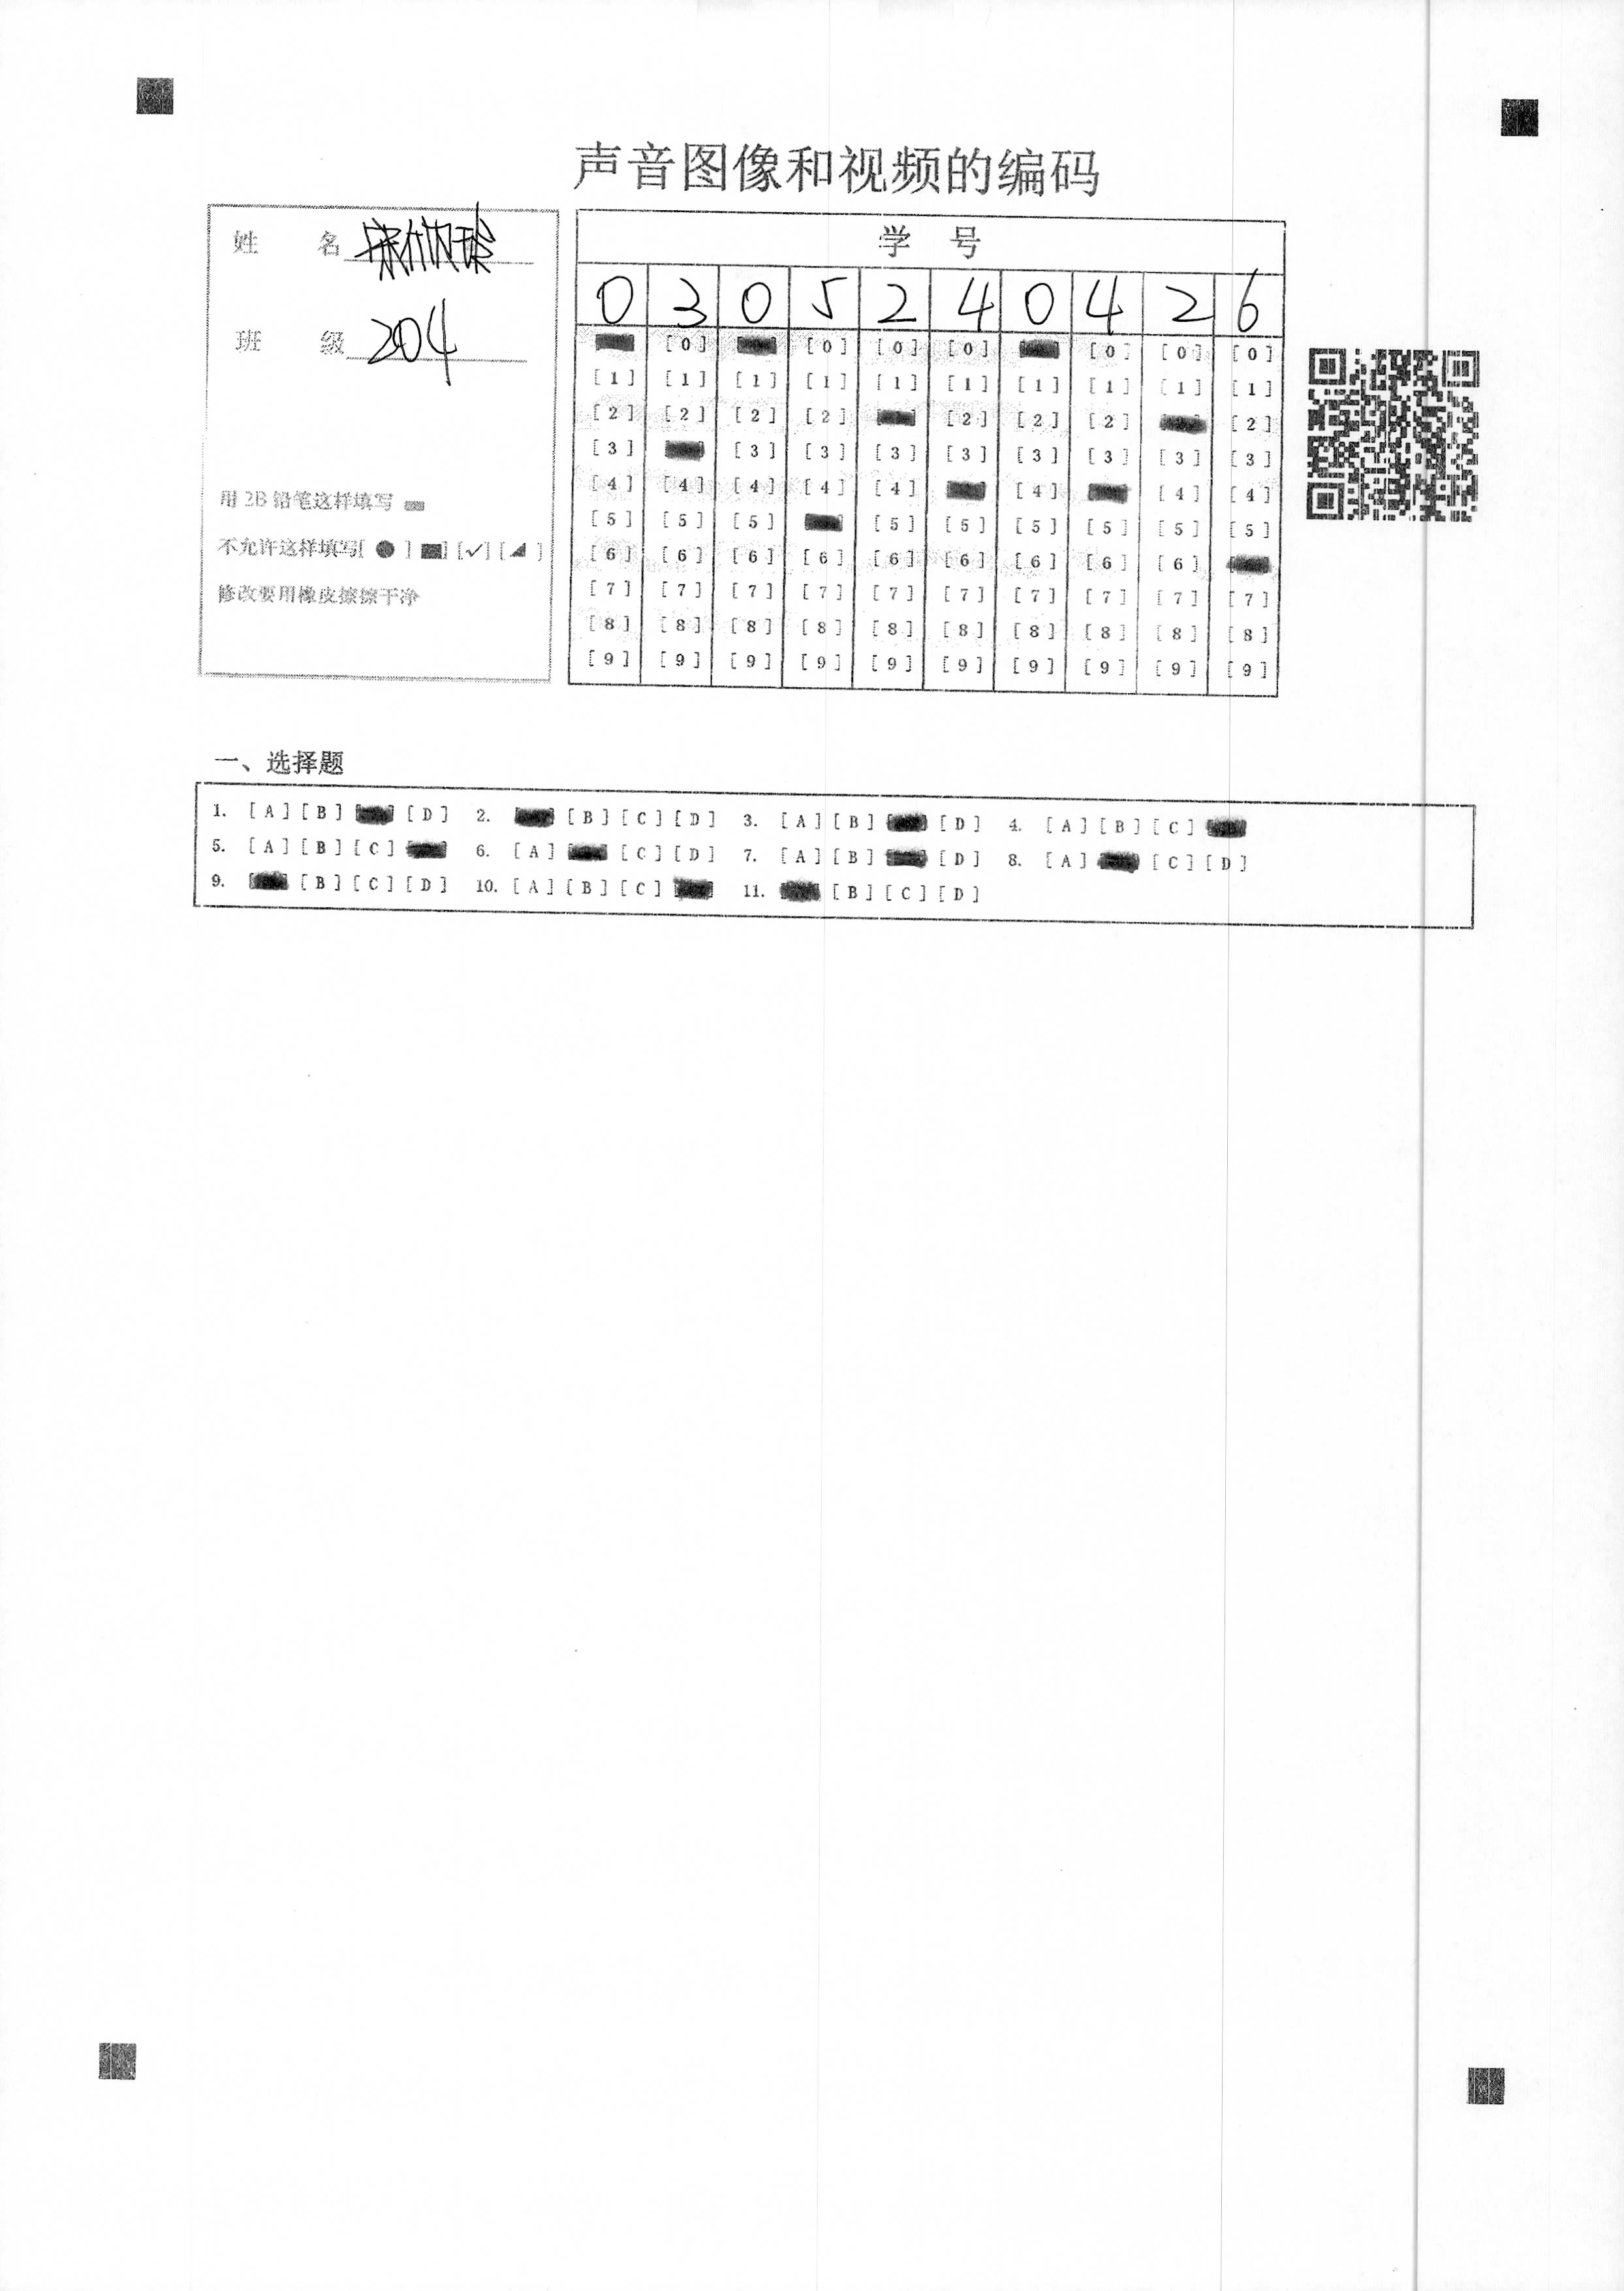 声音图像和视频的编码
姓 名
班 级 204
用 2B 铅笔这样填写
不允许这样填写[ ● ] [■] [✓] [◢ ]
修改要用橡皮擦擦干净
学 号
0 3 0 5 2 4 0 4 2 6
[0] [0] [0] [0] [0] [0] [0]
[1] [1] [1] [1] [1] [1] [1] [1] [1] [1]
[2] [2] [2] [2] [2] [2] [2] [2]
[3] [3] [3] [3] [3] [3] [3] [3] [3]
[4] [4] [4] [4] [4] [4] [4] [4]
[5] [5] [5] [5] [5] [5] [5] [5] [5]
[6] [6] [6] [6] [6] [6] [6] [6] [6]
[7] [7] [7] [7] [7] [7] [7] [7] [7] [7]
[8] [8] [8] [8] [8] [8] [8] [8] [8] [8]
[9] [9] [9] [9] [9] [9] [9] [9] [9] [9]
一、选择题
1. [A] [B] [D] 2. [B] [C] [D] 3. [A] [B] [D] 4. [A] [B] [C]
5. [A] [B] [C] 6. [A] [C] [D] 7. [A] [B] [D] 8. [A] [C] [D]
9. [B] [C] [D] 10. [A] [B] [C] 11. [B] [C] [D]